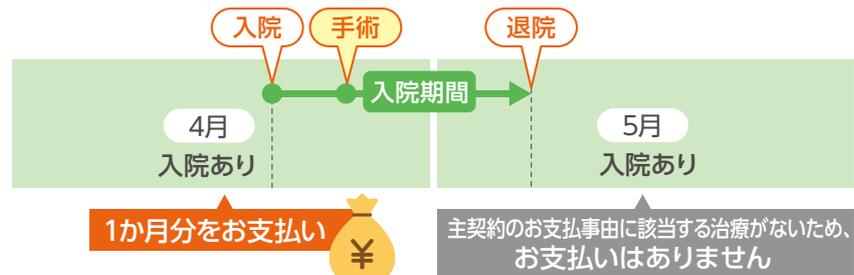 入院
手術
退院
入院期間
4月
入院あり
5月
入院あり
1か月分をお支払い
¥
主契約のお支払事由に該当する治療がないため、
お支払いはありません